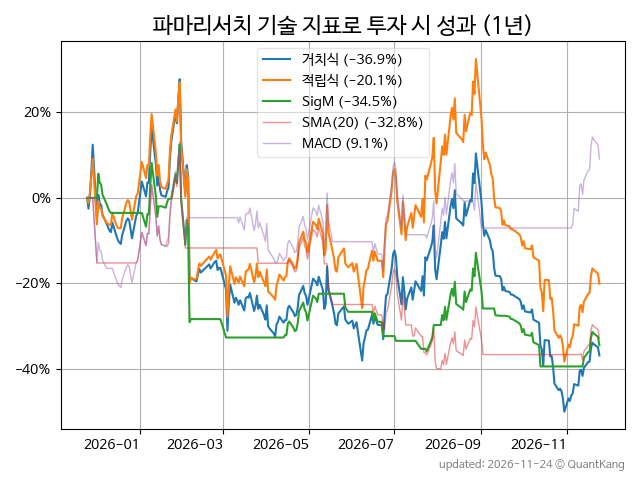 파마리서치 기술 지표로 투자 시 성과 (1년)
거치식 (−36.9%)
적립식 (−20.1%)
SigM (−34.5%)
SMA(20) (−32.8%)
MACD (9.1%)
20%
0%
−20%
−40%
2026-01 2026-03 2026-05 2026-07 2026-09 2026-11
updated: 2026-11-24 © QuantKang